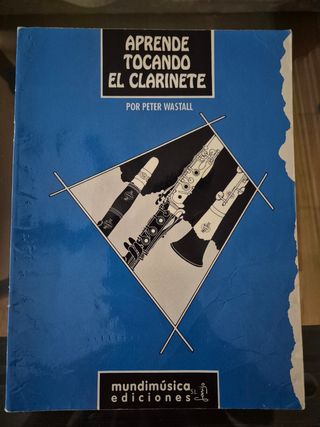 APRENDE
TOCANDO
EL CLARINETE
POR PETER WASTALL
mundimúsica
ediciones